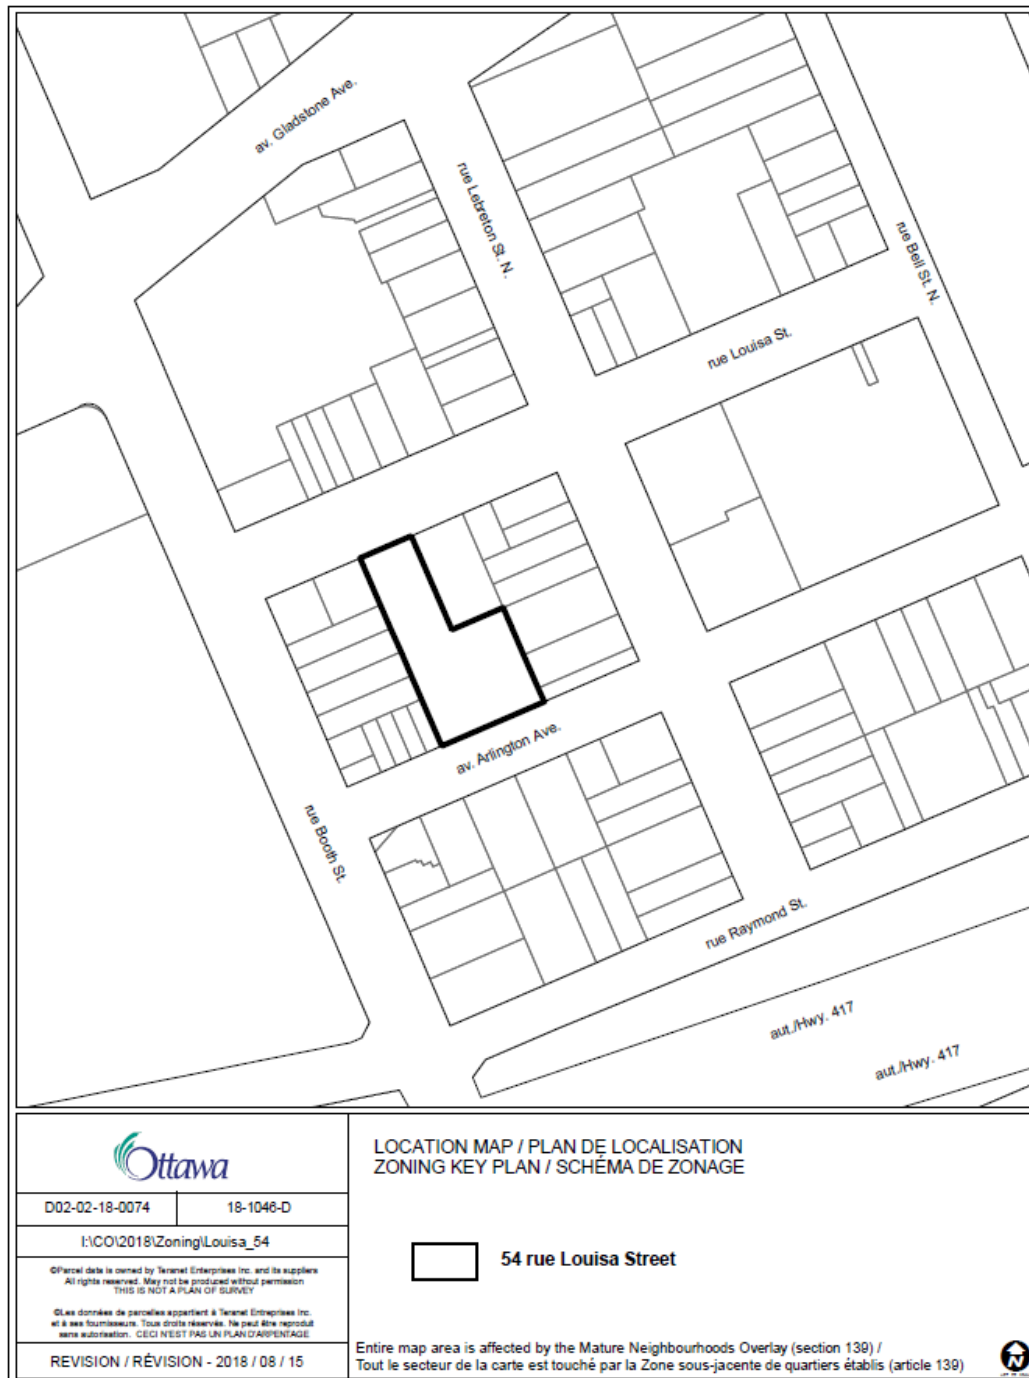 av. Gladstone Ave.
rue Lebreton St. N.
rue Bell St. N.
rue Louisa St.
av. Arlington Ave.
rue Booth St.
rue Raymond St.
aut./Hwy. 417
aut./Hwy. 417
Ottawa
D02-02-18-0074
18-1046-D
I:\CO\2018\Zoning\Louisa_54
©Parcel data is owned by Teranet Enterprises Inc. and its suppliers
All rights reserved. May not be produced without permission
THIS IS NOT A PLAN OF SURVEY
©Les données de parcelles appartient à Teranet Entreprises Inc.
et à ses fournisseurs. Tous droits réservés. Ne peut être reproduit
sans autorisation. CECI N'EST PAS UN PLAN D'ARPENTAGE
REVISION / RÉVISION - 2018 / 08 / 15
LOCATION MAP / PLAN DE LOCALISATION
ZONING KEY PLAN / SCHÉMA DE ZONAGE
54 rue Louisa Street
Entire map area is affected by the Mature Neighbourhoods Overlay (section 139) /
Tout le secteur de la carte est touché par la Zone sous-jacente de quartiers établis (article 139)
N